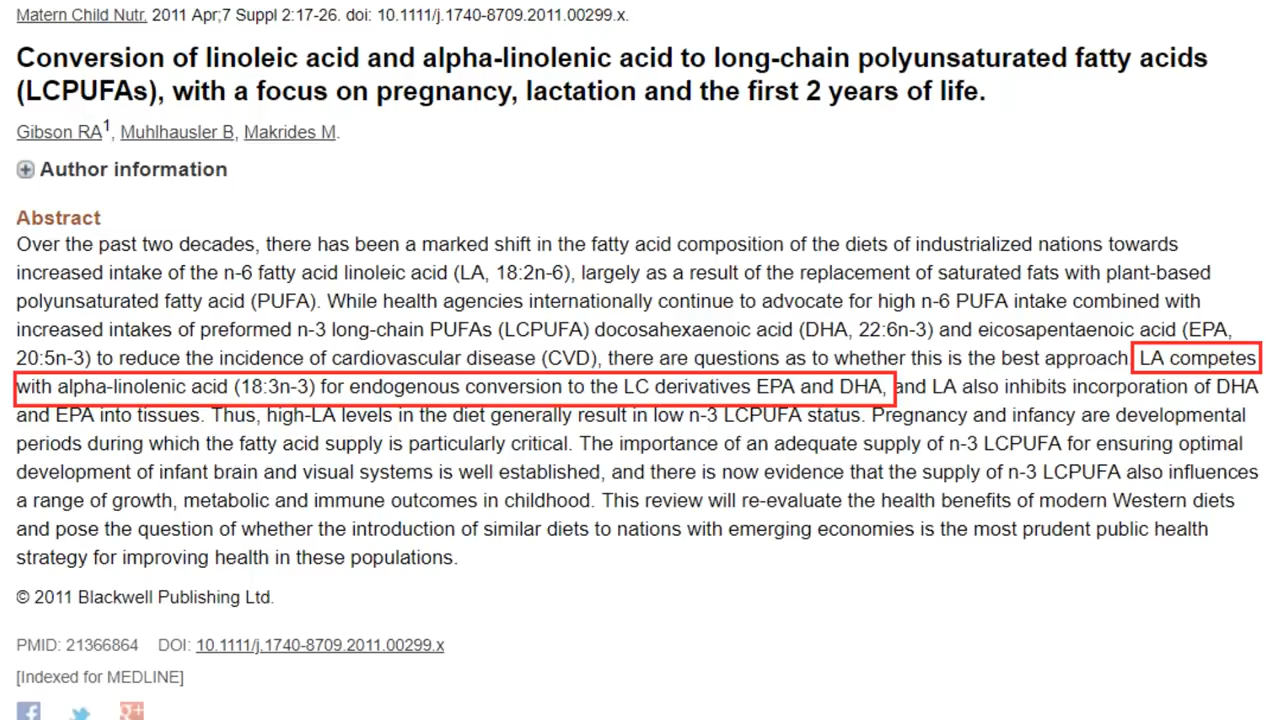 Matern Child Nutr. 2011 Apr;7 Suppl 2:17-26. doi: 10.1111/j.1740-8709.2011.00299.x.
Conversion of linoleic acid and alpha-linolenic acid to long-chain polyunsaturated fatty acids
(LCPUFAs), with a focus on pregnancy, lactation and the first 2 years of life.
Gibson RA1, Muhlhausler B, Makrides M.
Author information
Abstract
Over the past two decades, there has been a marked shift in the fatty acid composition of the diets of industrialized nations towards
increased intake of the n-6 fatty acid linoleic acid (LA, 18:2n-6), largely as a result of the replacement of saturated fats with plant-based
polyunsaturated fatty acid (PUFA). While health agencies internationally continue to advocate for high n-6 PUFA intake combined with
increased intakes of preformed n-3 long-chain PUFAs (LCPUFA) docosahexaenoic acid (DHA, 22:6n-3) and eicosapentaenoic acid (EPA,
20:5n-3) to reduce the incidence of cardiovascular disease (CVD), there are questions as to whether this is the best approach. LA competes
with alpha-linolenic acid (18:3n-3) for endogenous conversion to the LC derivatives EPA and DHA, and LA also inhibits incorporation of DHA
and EPA into tissues. Thus, high-LA levels in the diet generally result in low n-3 LCPUFA status. Pregnancy and infancy are developmental
periods during which the fatty acid supply is particularly critical. The importance of an adequate supply of n-3 LCPUFA for ensuring optimal
development of infant brain and visual systems is well established, and there is now evidence that the supply of n-3 LCPUFA also influences
a range of growth, metabolic and immune outcomes in childhood. This review will re-evaluate the health benefits of modern Western diets
and pose the question of whether the introduction of similar diets to nations with emerging economies is the most prudent public health
strategy for improving health in these populations.
© 2011 Blackwell Publishing Ltd.
PMID: 21366864 DOI: 10.1111/j.1740-8709.2011.00299.x
[Indexed for MEDLINE]